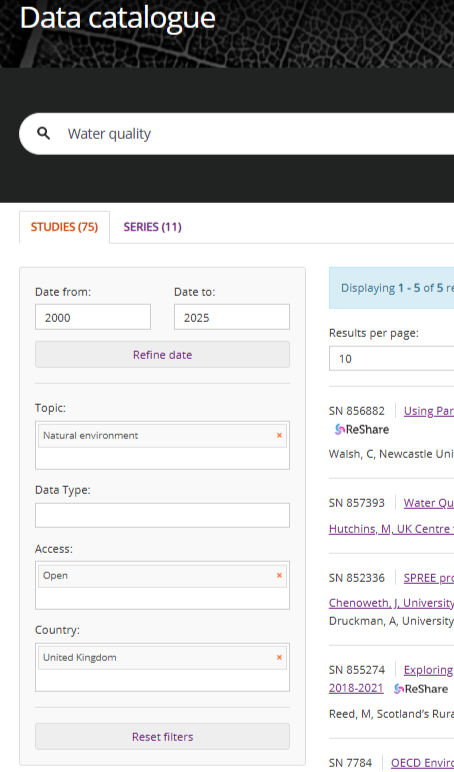 Data catalogue
Water quality
STUDIES (75)
SERIES (11)
Date from:
Date to:
2000
2025
Refine date
Topic:
Natural environment ×
Data Type:
Access:
Open ×
Country:
United Kingdom ×
Reset filters
Displaying 1 - 5 of 5 re
Results per page:
10
SN 856882 Using Par
ReShare
Walsh, C, Newcastle Uni
SN 857393 Water Qu
Hutchins, M, UK Centre
SN 852336 SPREE pro
Chenoweth, J, University
Druckman, A, University
SN 855274 Exploring
2018-2021 ReShare
Reed, M, Scotland's Rura
SN 7784 OECD Enviro